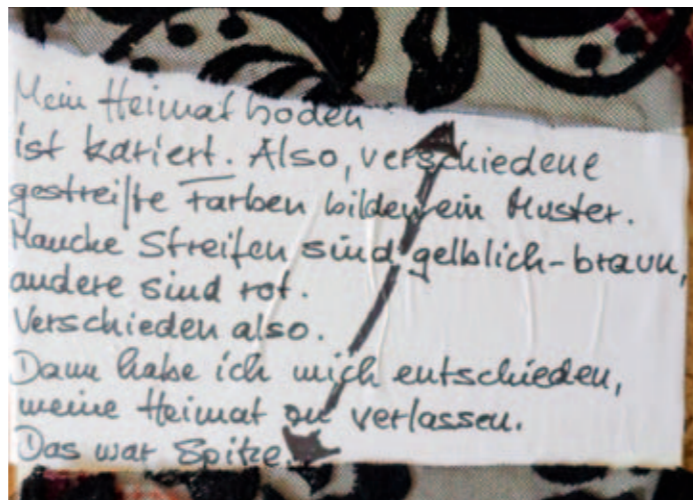 Mein Heimatboden
ist kariert. Also, verschiedene
gestreifte Farben bilden ein Muster.
Manche Streifen sind gelblich-braun,
andere sind rot.
Verschieden also.
Dann habe ich mich entschieden,
meine Heimat zu verlassen.
Das war Spitze.